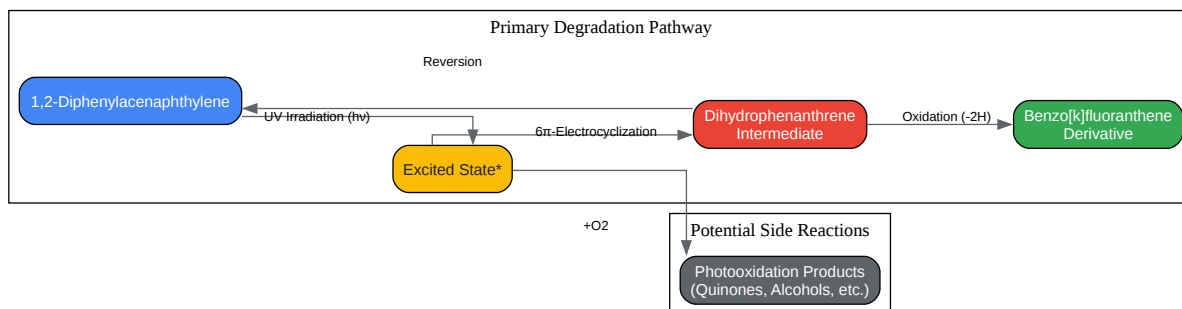 Primary Degradation Pathway
Reversion
1,2-Diphenylacenaphthylene
UV Irradiation (hν)
6π-Electrocyclization
Dihydrophenanthrene
Intermediate
Oxidation (-2H)
Benzo[k]fluoranthene
Derivative
Excited State*
+O2
Potential Side Reactions
Photooxidation Products
(Quinones, Alcohols, etc.)